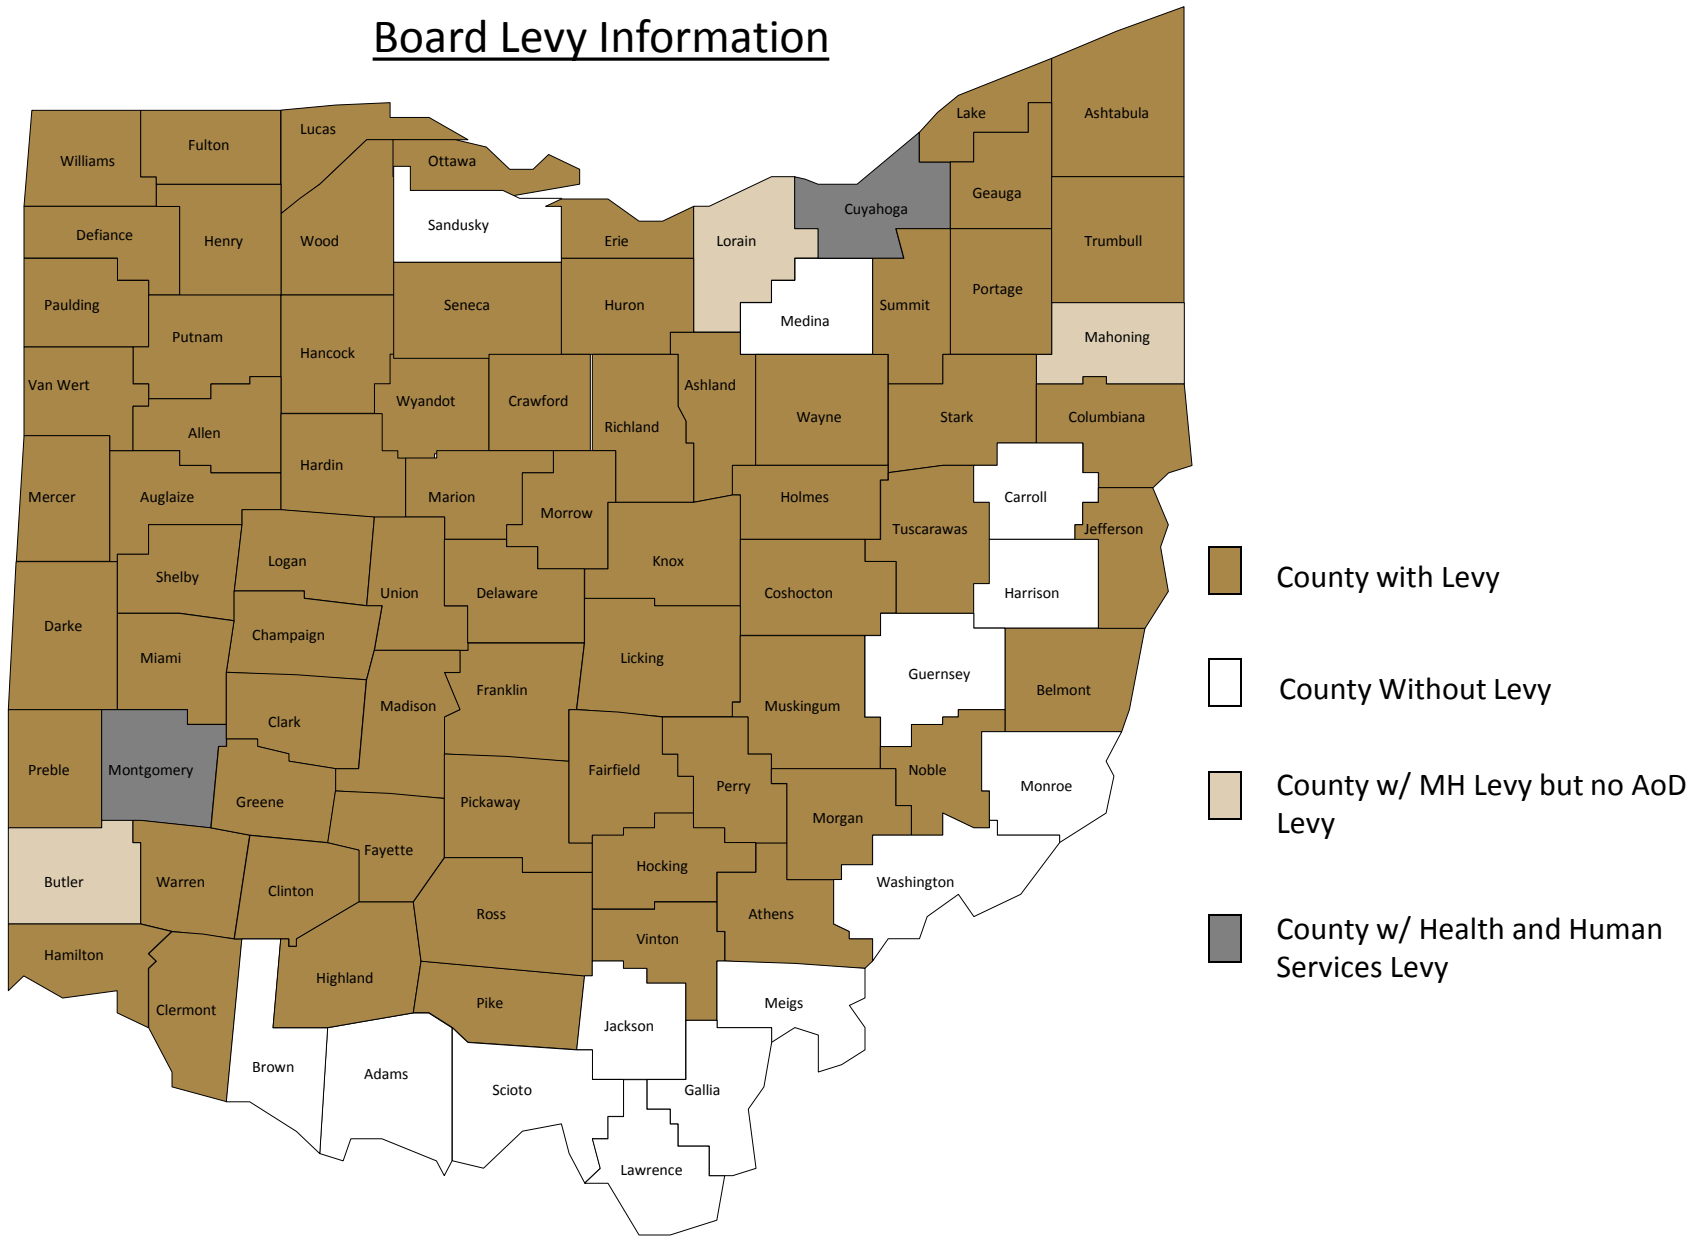 Board Levy Information
Lake
Ashtabula
Lucas
Fulton
Williams
Ottawa
Geauga
Cuyahoga
Sandusky
Defiance
Henry
Wood
Erie
Lorain
Trumbull
Portage
Paulding
Seneca
Huron
Summit
Medina
Putnam
Mahoning
Hancock
Van Wert
Ashland
Wyandot
Crawford
Wayne
Stark
Columbiana
Richland
Allen
Hardin
Mercer
Auglaize
Marion
Holmes
Carroll
Morrow
Tuscarawas
Jefferson
Logan
Knox
Shelby
Union
Delaware
Coshocton
Harrison
County with Levy
Darke
Champaign
Miami
Licking
Guernsey
Franklin
Belmont
County Without Levy
Madison
Muskingum
Clark
Preble
Montgomery
Fairfield
Noble
Perry
Monroe
County w/ MH Levy but no AoD
Levy
Greene
Pickaway
Morgan
Fayette
Hocking
Butler
Warren
Clinton
Washington
Ross
Athens
County w/ Health and Human
Services Levy
Vinton
Hamilton
Highland
Pike
Meigs
Clermont
Jackson
Brown
Adams
Scioto
Gallia
Lawrence